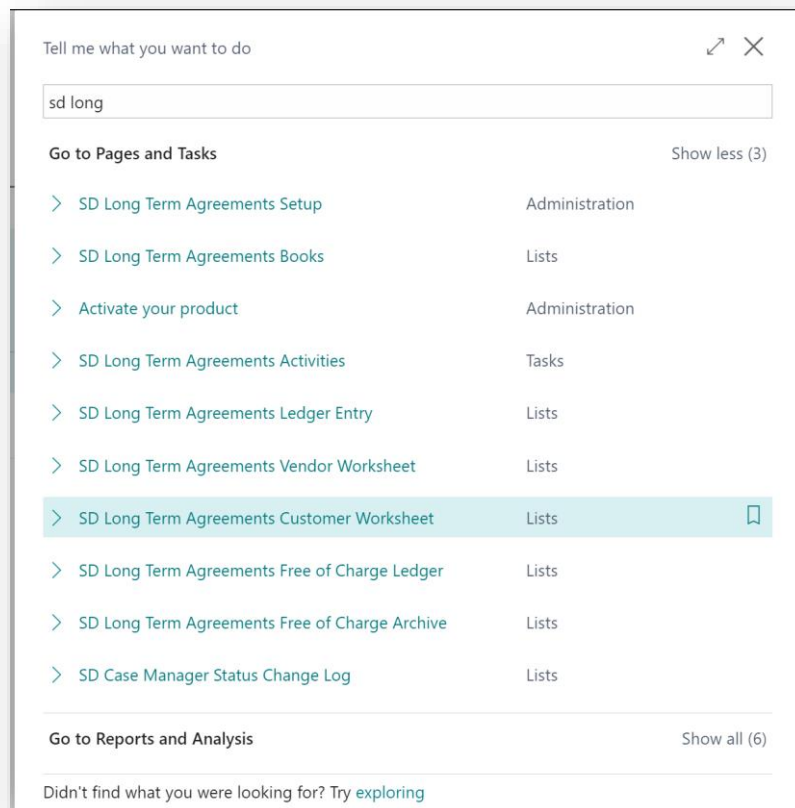 Tell me what you want to do
sd long
Go to Pages and Tasks Show less (3)
SD Long Term Agreements Setup Administration
SD Long Term Agreements Books Lists
Activate your product Administration
SD Long Term Agreements Activities Tasks
SD Long Term Agreements Ledger Entry Lists
SD Long Term Agreements Vendor Worksheet Lists
SD Long Term Agreements Customer Worksheet Lists
SD Long Term Agreements Free of Charge Ledger Lists
SD Long Term Agreements Free of Charge Archive Lists
SD Case Manager Status Change Log Lists
Go to Reports and Analysis Show all (6)
Didn't find what you were looking for? Try exploring